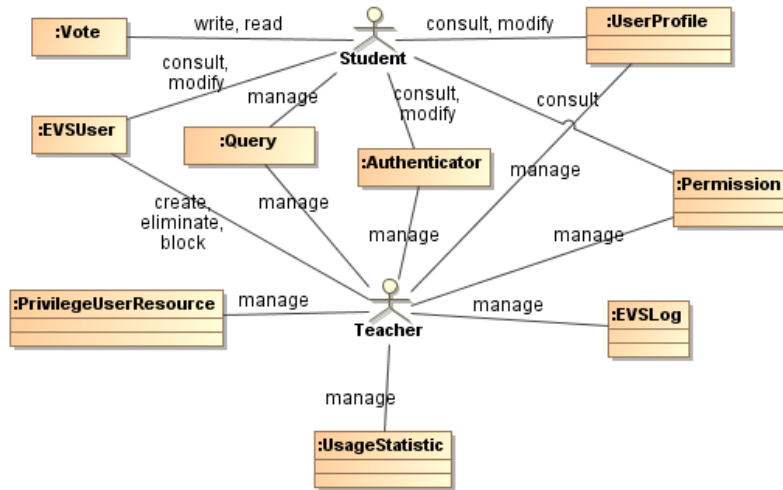 :Vote
write, read
consult, modify
:UserProfile
Student
consult,
modify
manage
consult,
modify
consult
:EVSUser
:Query
:Authenticator
:Permission
manage
create,
eliminate,
block
manage
manage
manage
:PrivilegeUserResource
manage
Teacher
manage
:EVSLog
manage
:UsageStatistic